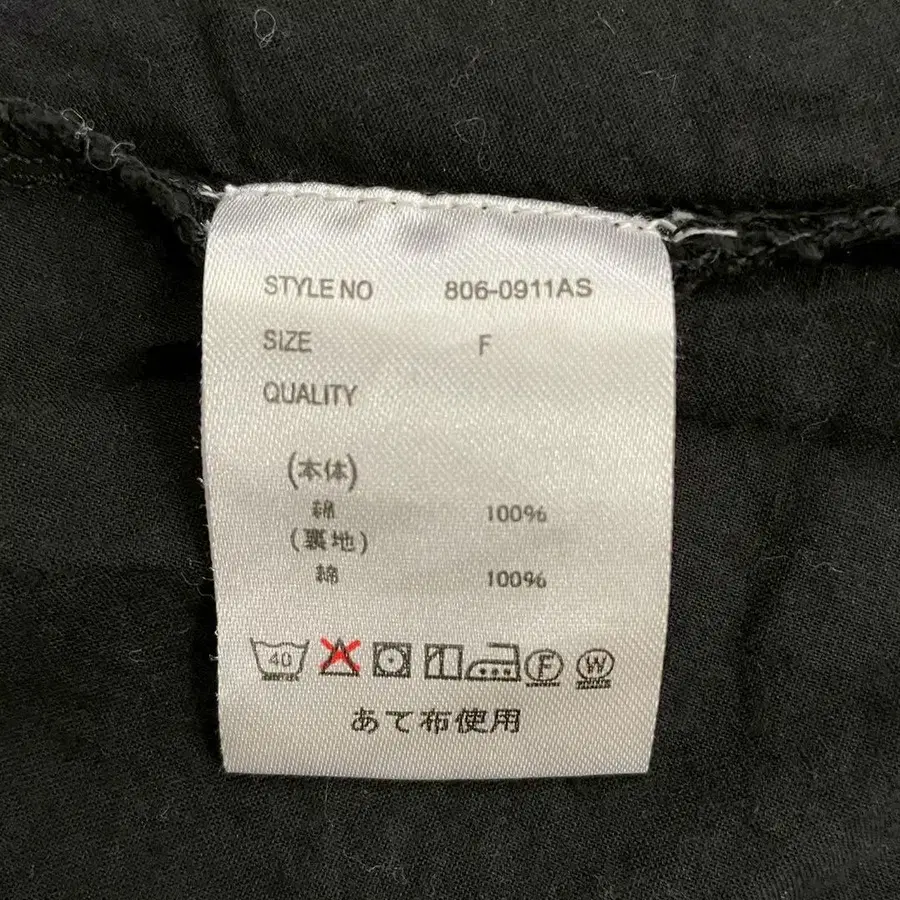 STYLE NO 806-0911AS
SIZE F
QUALITY
(本体)
綿 100%
(裏地)
綿 100%
40 F W
あて布使用